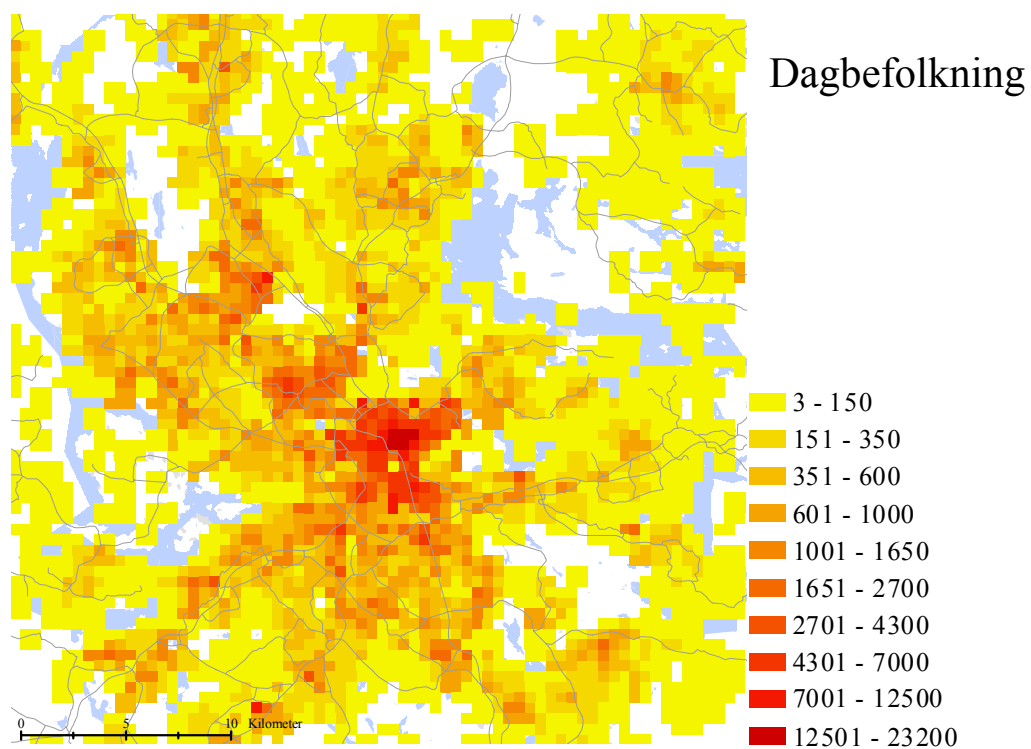 Dagbefolkning
3 - 150
151 - 350
351 - 600
601 - 1000
1001 - 1650
1651 - 2700
2701 - 4300
4301 - 7000
7001 - 12500
12501 - 23200
0 5 10 Kilometer